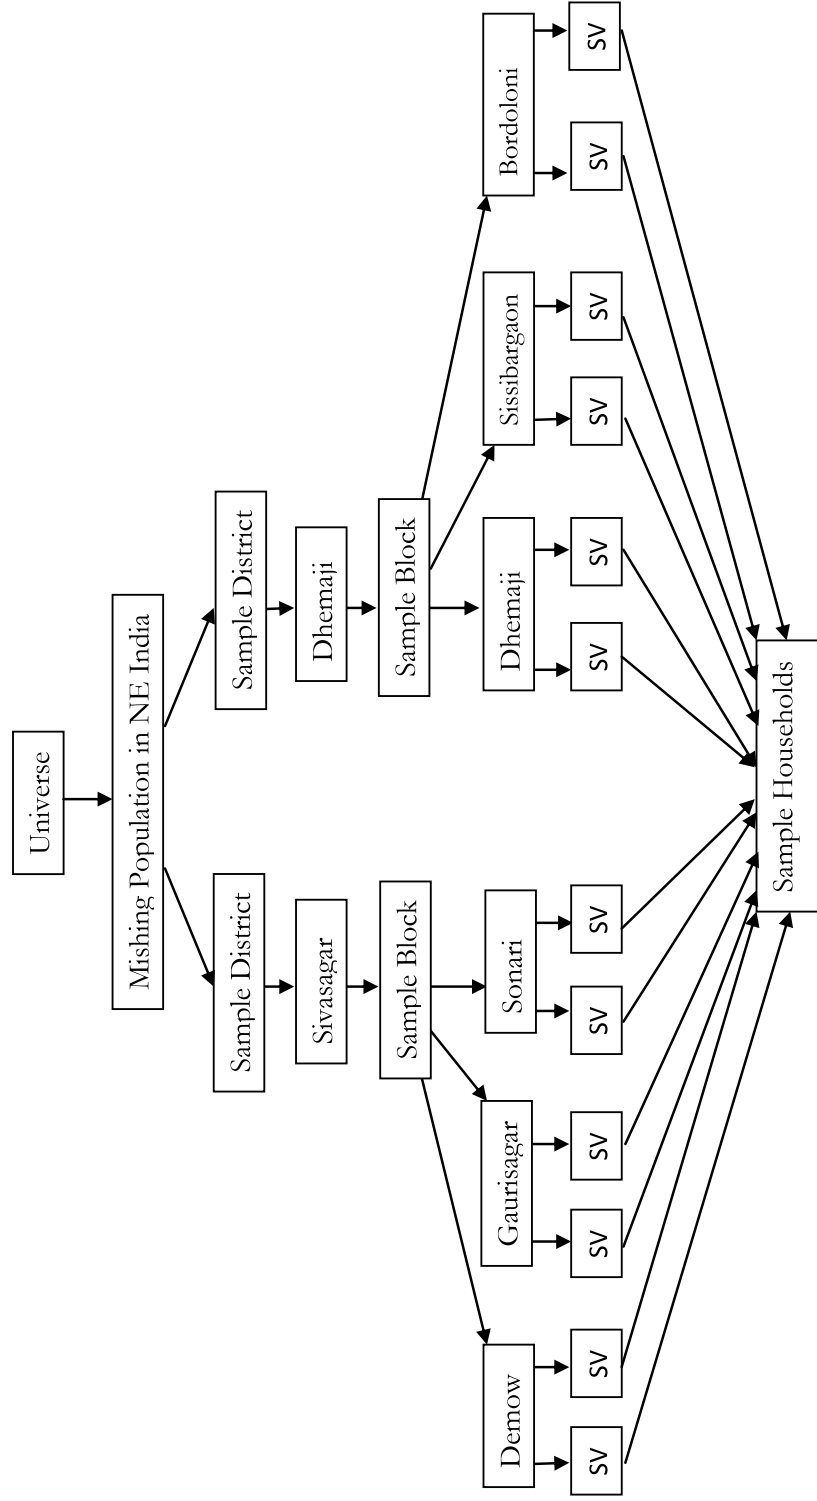 Universe
Mishing Population in NE India
Sample District
Sample District
Sivasagar
Dhemaji
Sample Block
Sample Block
Demow
Gaurisagar
Sonari
Dhemaji
Sissibargaon
Bordoloni
SV
SV
SV
SV
SV
SV
SV
SV
SV
SV
SV
SV
Sample Households